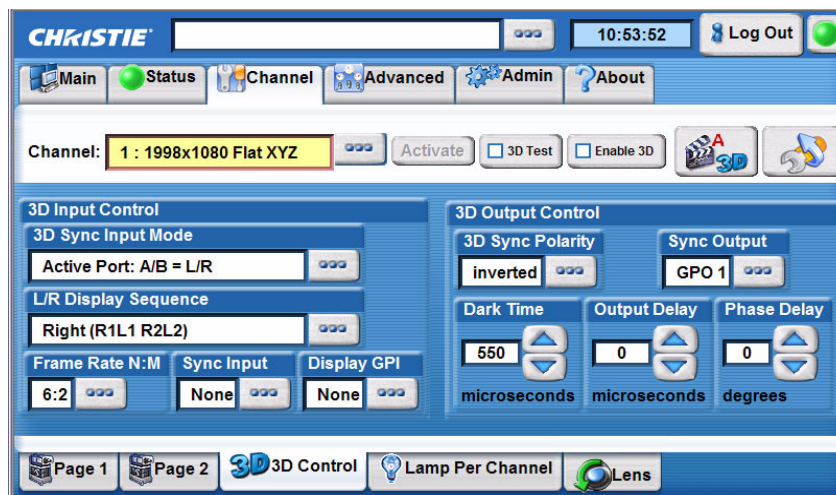 CHRISTIE 10:53:52 Log Out
Main Status Channel Advanced Admin About
Channel: 1 : 1998x1080 Flat XYZ Activate 3D Test Enable 3D A 3D
3D Input Control
3D Sync Input Mode
Active Port: A/B = L/R
L/R Display Sequence
Right (R1L1 R2L2)
Frame Rate N:M Sync Input Display GPI
6:2 None None
3D Output Control
3D Sync Polarity Sync Output
inverted GPO 1
Dark Time Output Delay Phase Delay
550 0 0
microseconds microseconds degrees
Page 1 Page 2 3D 3D Control Lamp Per Channel Lens